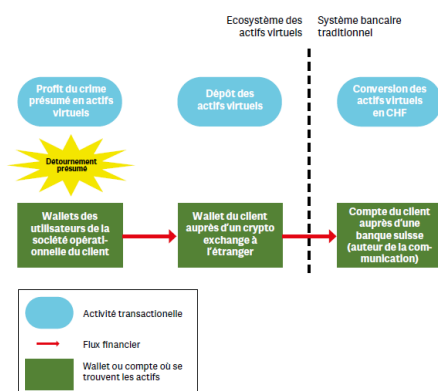 Ecosystème des
actifs virtuels
Système bancaire
traditionnel
Profit du crime
présumé en actifs
virtuels
Dépôt des
actifs virtuels
Conversion des
actifs virtuels
en CHF
Détournement
présumé
Wallets des
utilisateurs de la
société opérati-
onnelle du client
Wallet du client
auprès d'un crypto
exchange à
l'étranger
Compte du client
auprès d'une
banque suisse
(auteur de la com-
munication)
Activité transactionelle
Flux financier
Wallet ou compte où se
trouvent les actifs